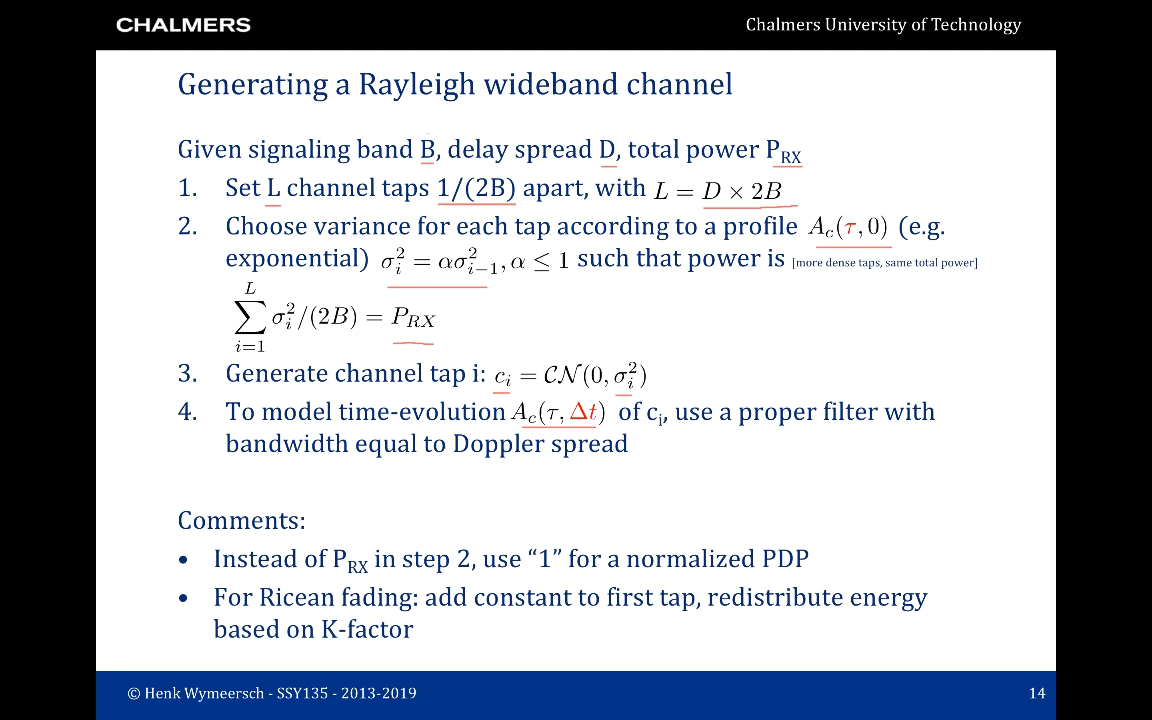 CHALMERS
Chalmers University of Technology
Generating a Rayleigh wideband channel
Given signaling band B, delay spread D, total power P_RX
1. Set L channel taps 1/(2B) apart, with L = D × 2B
2. Choose variance for each tap according to a profile A_c(τ, 0) (e.g.
exponential) σ_i^2 = ασ_{i−1}^2, α ≤ 1 such that power is [more dense taps, same total power]
∑_{i=1}^{L} σ_i^2/(2B) = P_RX
3. Generate channel tap i: c_i = 𝒞𝒩(0, σ_i^2)
4. To model time-evolution A_c(τ, Δt) of c_i, use a proper filter with
bandwidth equal to Doppler spread
Comments:
• Instead of P_RX in step 2, use “1” for a normalized PDP
• For Ricean fading: add constant to first tap, redistribute energy
based on K-factor
© Henk Wymeersch - SSY135 - 2013-2019
14